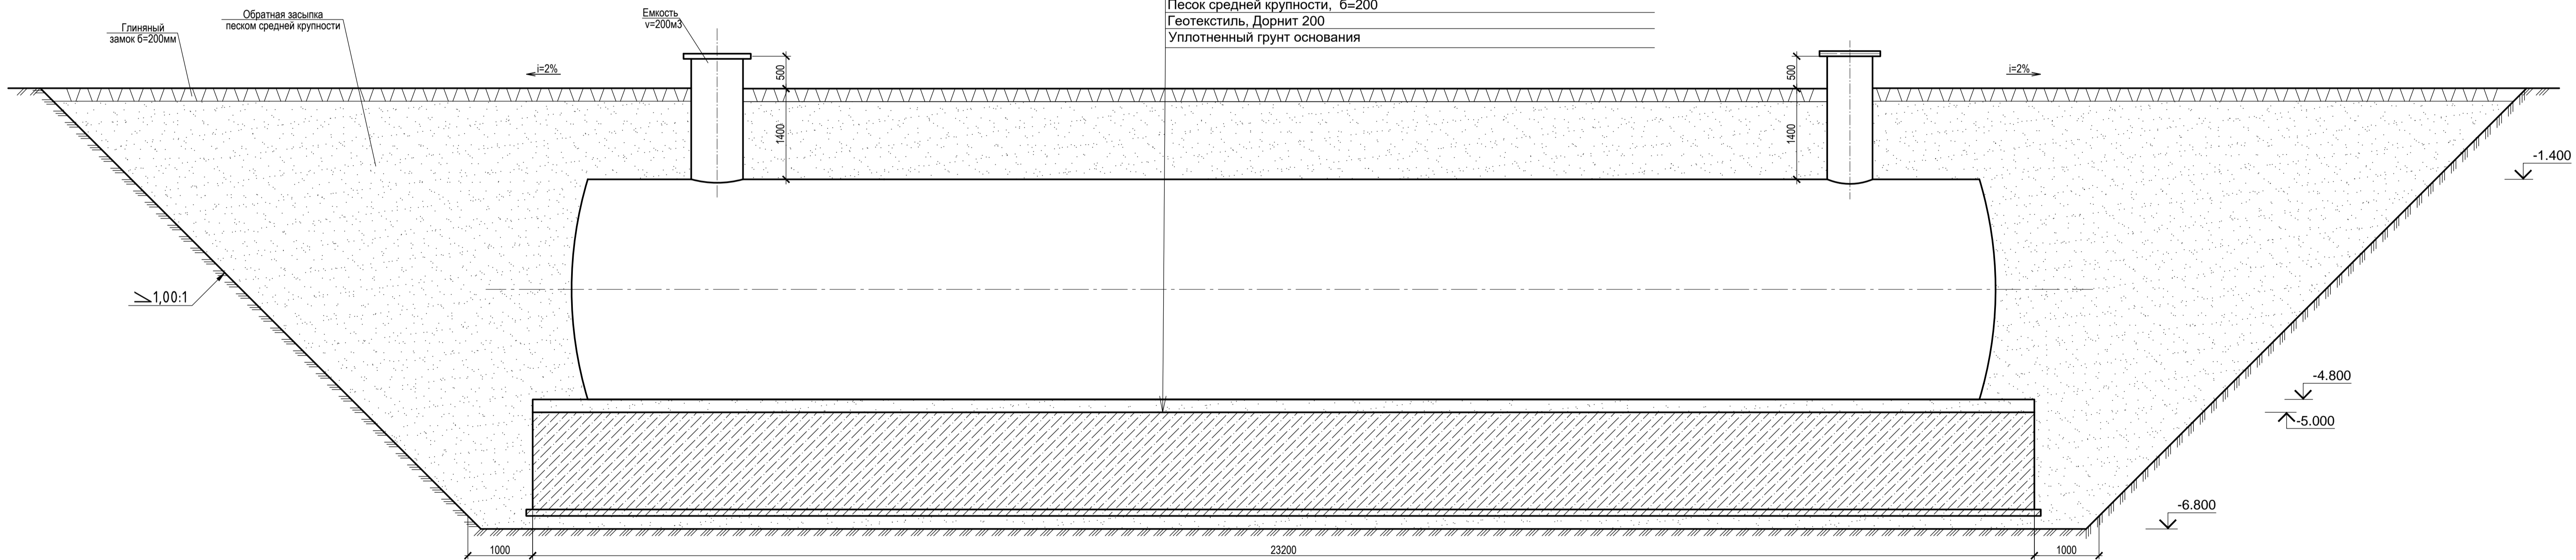 Песок средней крупности, б=200
Геотекстиль, Дорнит 200
Уплотненный грунт основания
Глиняный
замок б=200мм
Обратная засыпка
песком средней крупности
Емкость
v=200м3
i=2%
i=2%
500
1400
500
1400
-1.400
1,00:1
-4.800
-5.000
-6.800
1000
23200
1000